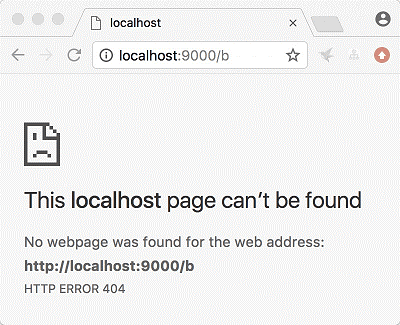 localhost
localhost:9000/b
This localhost page can’t be found
No webpage was found for the web address:
http://localhost:9000/b
HTTP ERROR 404